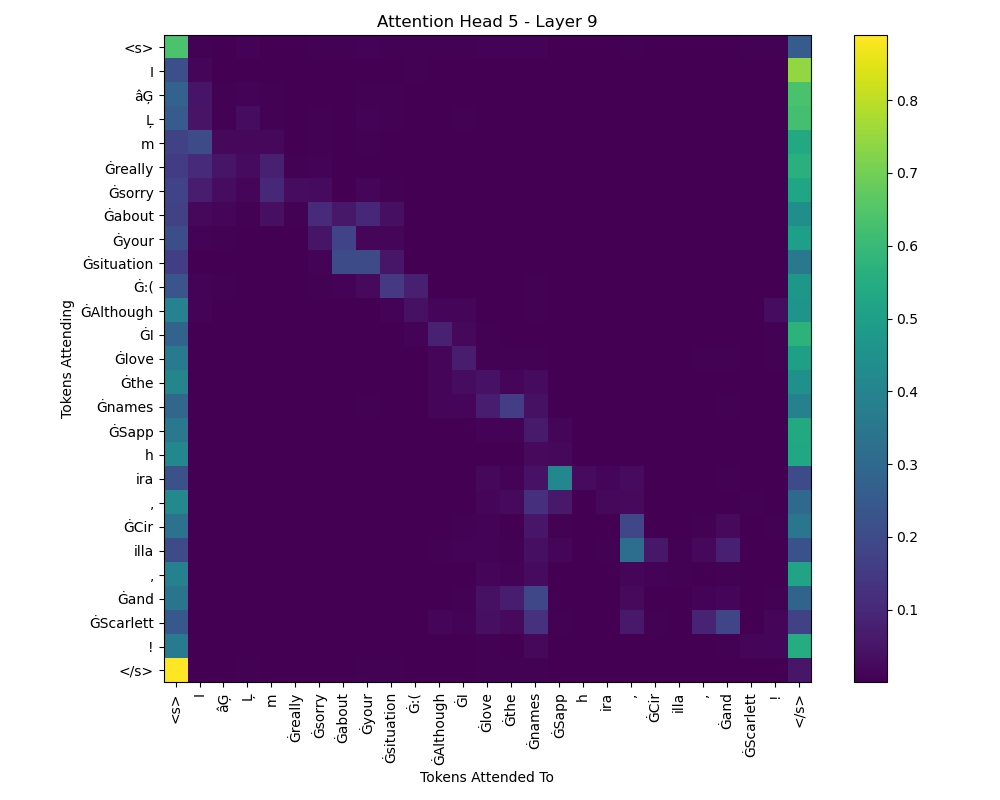 Attention Head 5 - Layer 9
Tokens Attending
<s>
I
âĢ
Ļ
m
Ġreally
Ġsorry
Ġabout
Ġyour
Ġsituation
Ġ:(
ĠAlthough
ĠI
Ġlove
Ġthe
Ġnames
ĠSapp
h
ira
,
ĠCir
illa
,
Ġand
ĠScarlett
!
</s>
<s>
I
âĢ
Ļ
m
Ġreally
Ġsorry
Ġabout
Ġyour
Ġsituation
Ġ:(
ĠAlthough
ĠI
Ġlove
Ġthe
Ġnames
ĠSapp
h
ira
,
ĠCir
illa
,
Ġand
ĠScarlett
!
</s>
Tokens Attended To
0.8
0.7
0.6
0.5
0.4
0.3
0.2
0.1